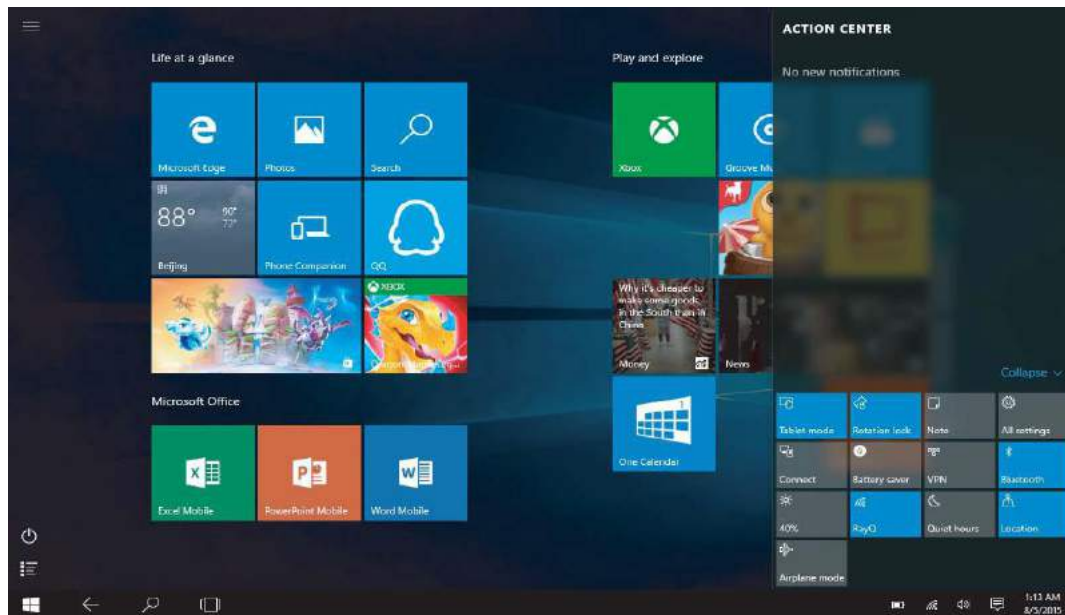 Life at a glance
Microsoft Edge
Photos
Search
88°
90°
Beijing
Phone Companion
QQ
XBOX
Microsoft Office
Excel Mobile
PowerPoint Mobile
Word Mobile
Play and explore
Xbox
Groove Mu
Why it's cheaper to
make some goods
in the South than in
China
Money
News
1
One Calendar
ACTION CENTER
No new notifications
Collapse
Tablet mode
Rotation lock
Note
All settings
Connect
Battery saver
VPN
Bluetooth
40%
RayQ
Quiet hours
Location
Airplane mode
1:13 AM
8/5/2015